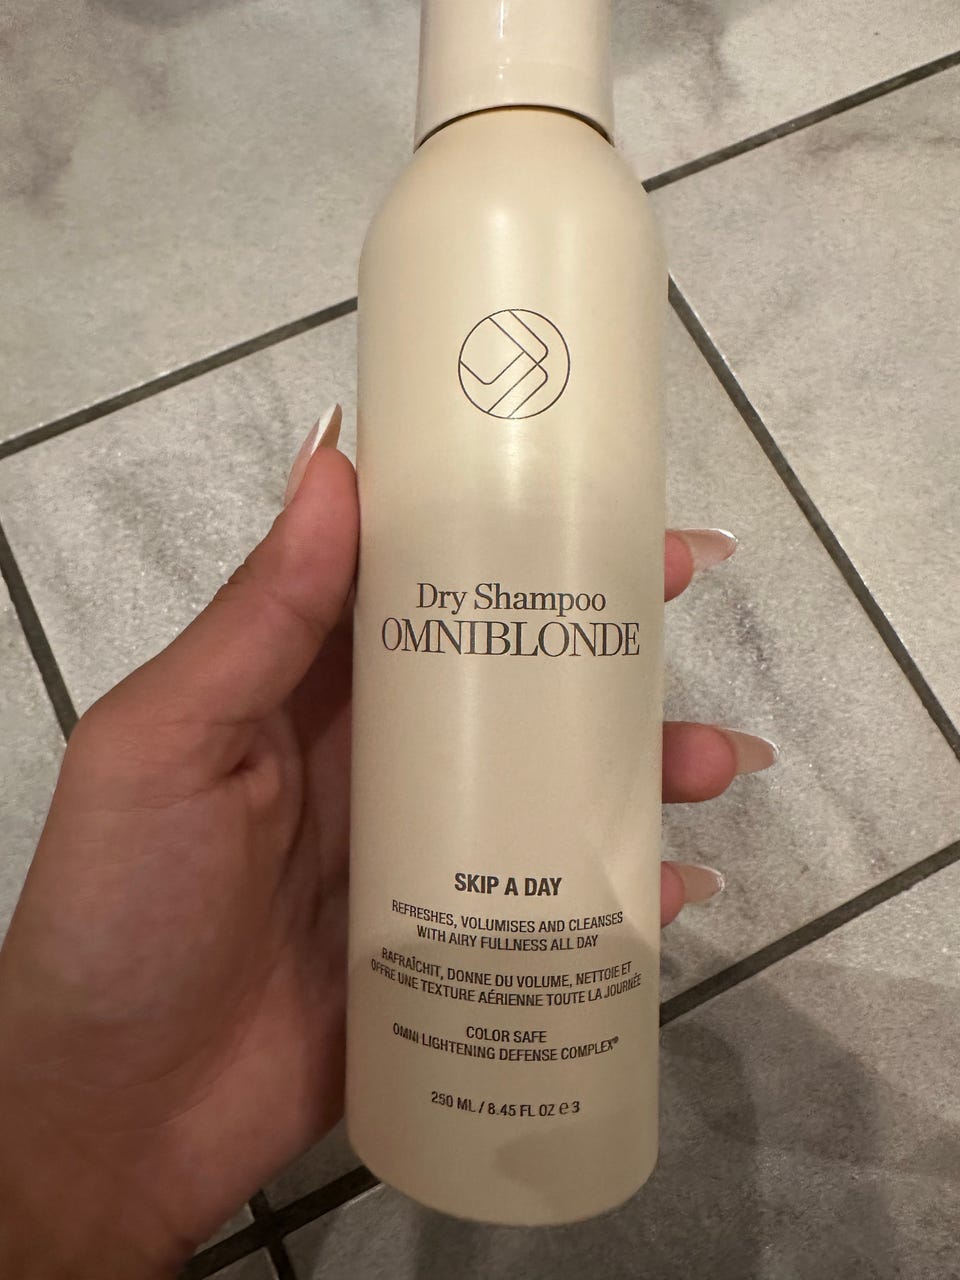 Dry Shampoo
OMNIBLONDE
SKIP A DAY
REFRESHES, VOLUMISES AND CLEANSES
WITH AIRY FULLNESS ALL DAY
RAFRAÎCHIT, DONNE DU VOLUME, NETTOIE ET
OFFRE UNE TEXTURE AÉRIENNE TOUTE LA JOURNÉE
COLOR SAFE
OMNI LIGHTENING DEFENSE COMPLEX®
250 ML / 8.45 FL OZ ℮ 3